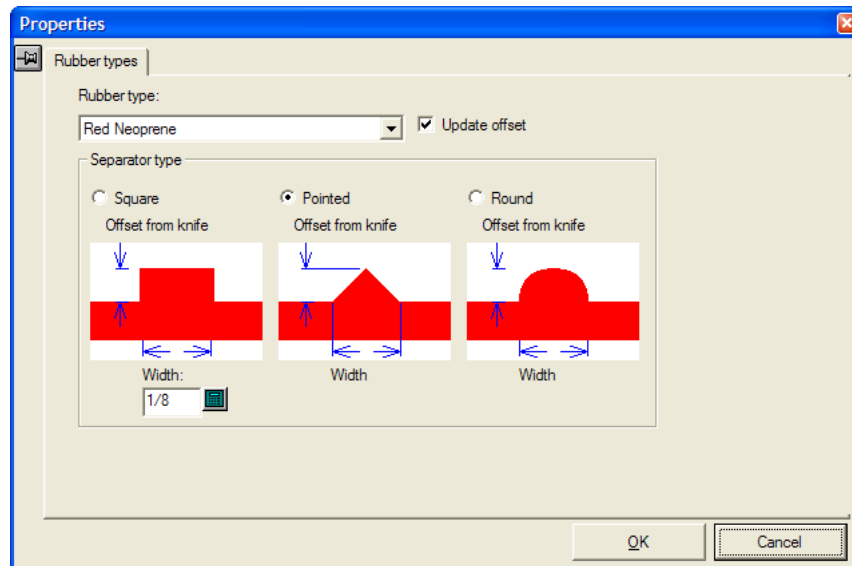 Properties
Rubber types
Rubber type:
Red Neoprene
Update offset
Separator type
Square
Pointed
Round
Offset from knife
Offset from knife
Offset from knife
Width:
Width
Width
1/8
OK
Cancel